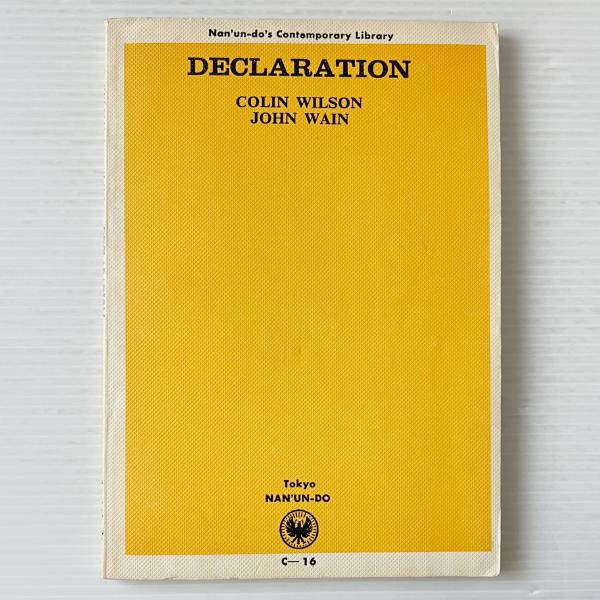 Nan'un-do's Contemporary Library
DECLARATION
COLIN WILSON
JOHN WAIN
Tokyo
NAN'UN-DO
C—16